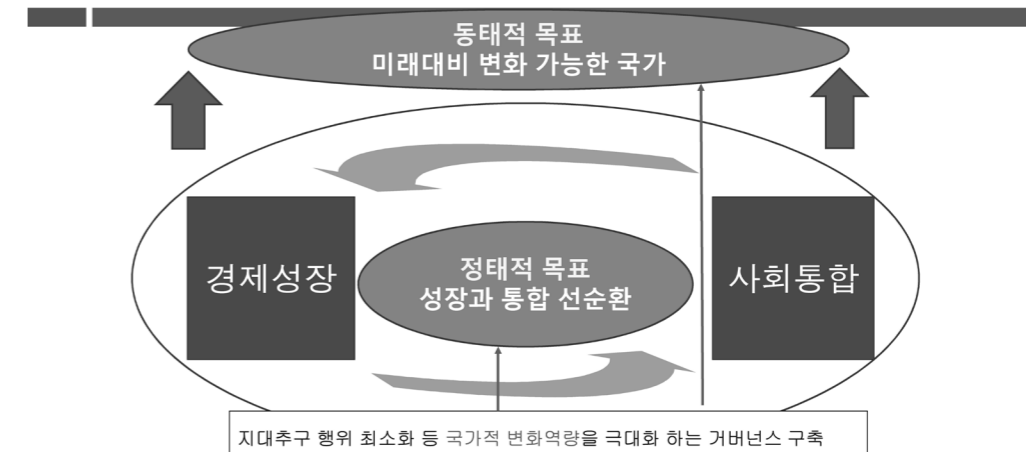 동태적 목표
미래대비 변화 가능한 국가
경제성장
정태적 목표
성장과 통합 선순환
사회통합
지대추구 행위 최소화 등 국가적 변화역량을 극대화 하는 거버넌스 구축